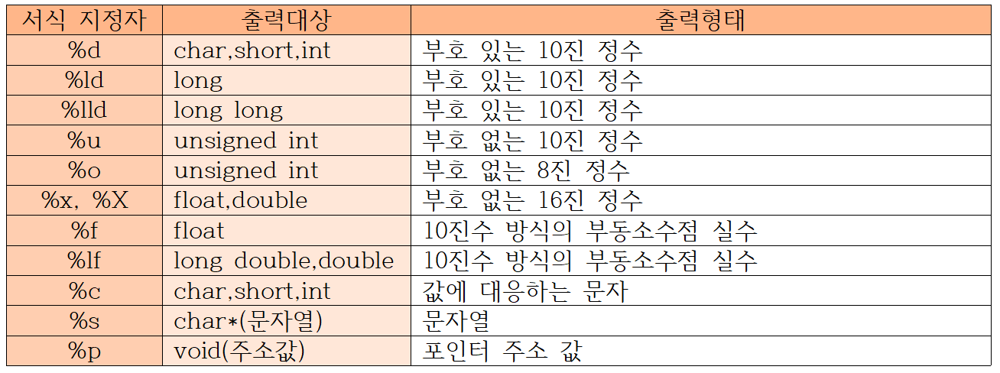 서식 지정자 출력대상 출력형태
%d char,short,int 부호 있는 10진 정수
%ld long 부호 있는 10진 정수
%lld long long 부호 있는 10진 정수
%u unsigned int 부호 없는 10진 정수
%o unsigned int 부호 없는 8진 정수
%x, %X float,double 부호 없는 16진 정수
%f float 10진수 방식의 부동소수점 실수
%lf long double,double 10진수 방식의 부동소수점 실수
%c char,short,int 값에 대응하는 문자
%s char*(문자열) 문자열
%p void(주소값) 포인터 주소 값